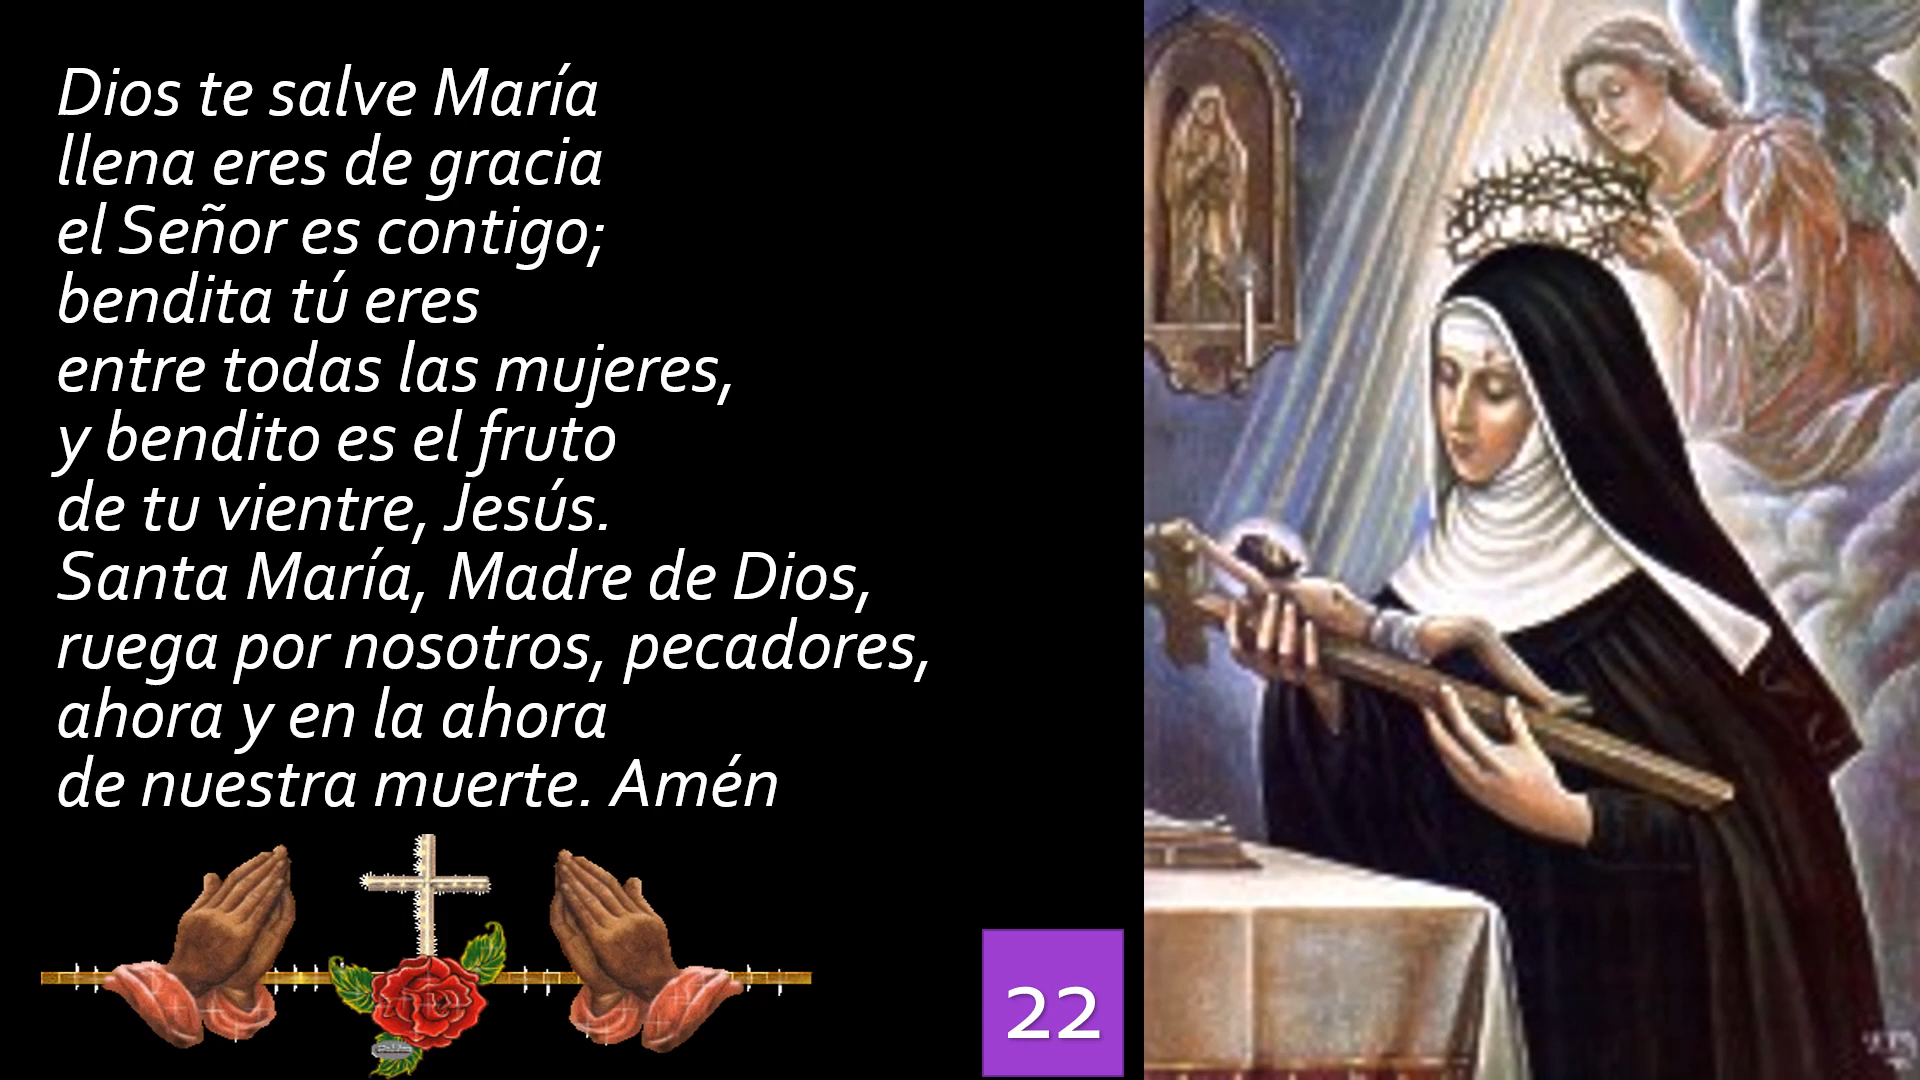 Dios te salve María
llena eres de gracia
el Señor es contigo;
bendita tú eres
entre todas las mujeres,
y bendito es el fruto
de tu vientre, Jesús.
Santa María, Madre de Dios,
ruega por nosotros, pecadores,
ahora y en la ahora
de nuestra muerte. Amén
22